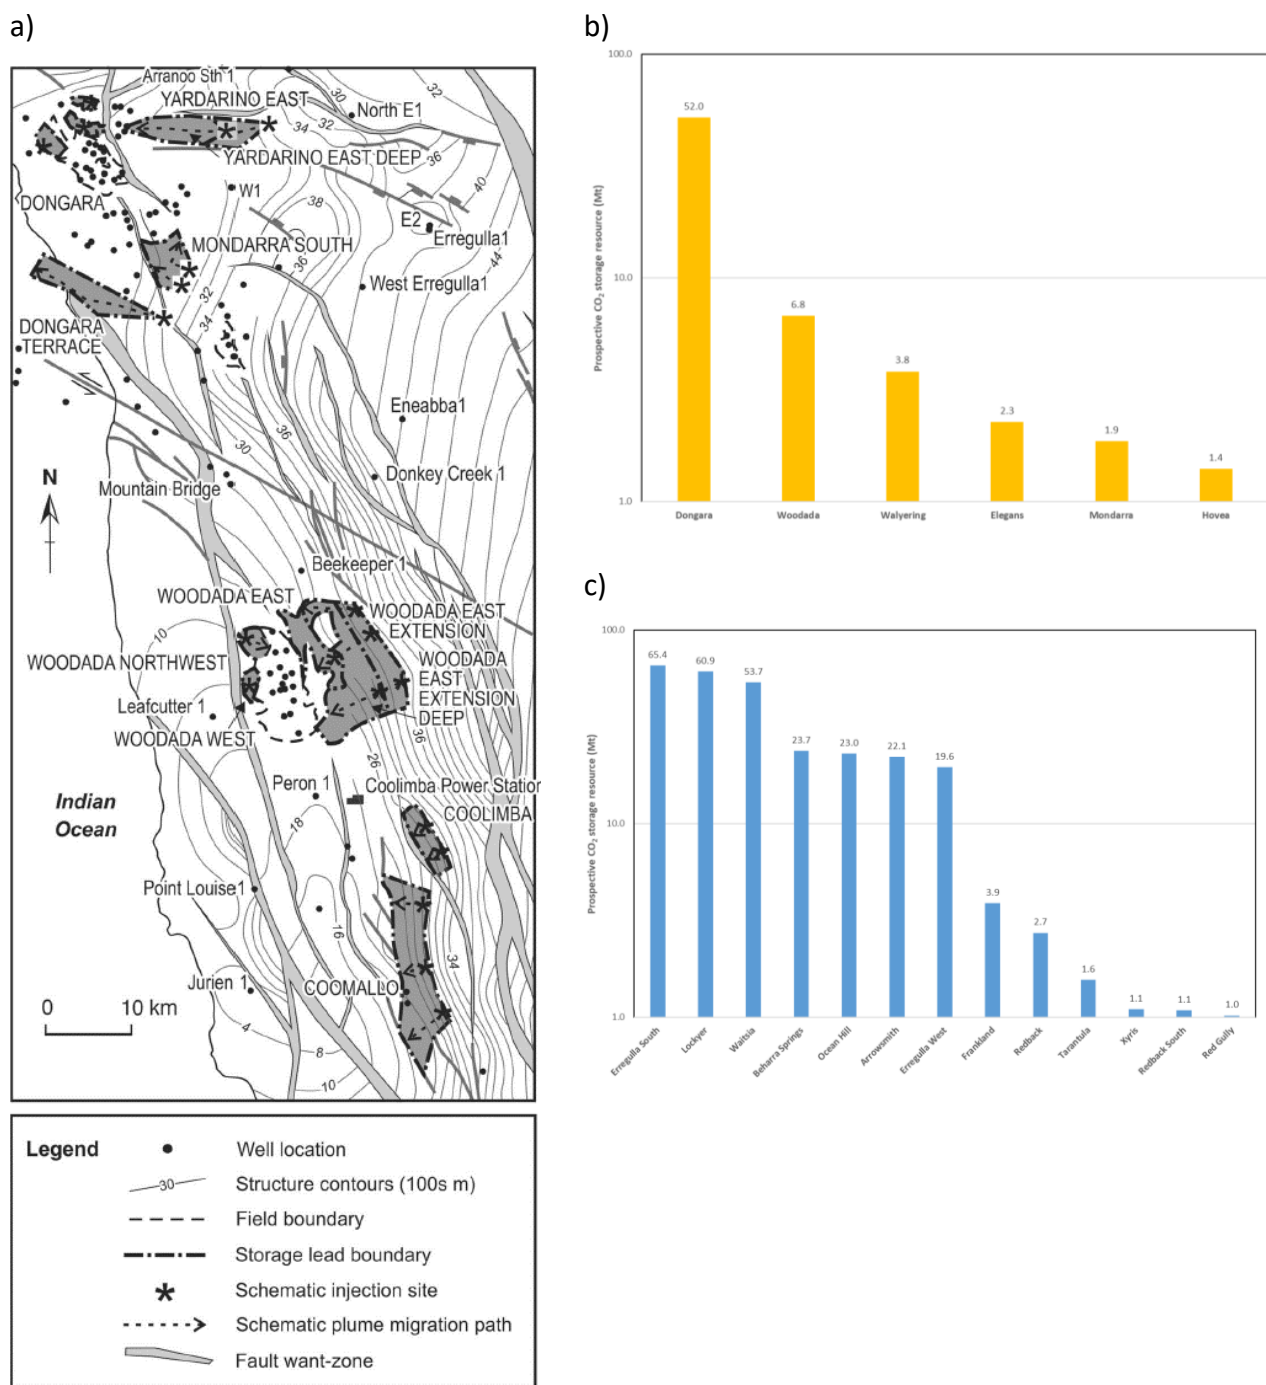 a)
Arranoo Sth 1
YARDARINO EAST
North E1
30
32
32
34
YARDARINO EAST DEEP
36
40
W1
DONGARA
38
E2
Erregulla1
MONDARRA SOUTH
44
36
West Erregulla1
32
34
DONGARA
TERRACE
Eneabba1
36
30
N
Donkey Creek 1
Mountain Bridge
Beekeeper 1
WOODADA EAST
WOODADA EAST
EXTENSION
10
WOODADA NORTHWEST
WOODADA
EAST
EXTENSION
DEEP
Leafcutter 1
WOODADA WEST
36
26
Peron 1
Coolimba Power Station
COOLIMBA
Indian
Ocean
18
Point Louise1
16
34
Jurien 1
COOMALLO
0 10 km
4
8
10
Legend
Well location
30
Structure contours (100s m)
Field boundary
Storage lead boundary
Schematic injection site
Schematic plume migration path
Fault want-zone
b)
100.0
52.0
10.0
6.8
3.8
2.3
1.9
1.4
1.0
Prospective CO2 storage resource (Mt)
Dongara Woodada Walyering Elegans Mondarra Hovea
c)
100.0
65.4
60.9
53.7
23.7
23.0
22.1
19.6
10.0
3.9
2.7
1.6
1.1
1.1
1.0
1.0
Prospective CO2 storage resource (Mt)
Erregulla South
Lockyer
Waitsia
Beharra Springs
Ocean Hill
Arrowsmith
Erregulla West
Frankland
Redback
Tarantula
Xyris
Redback South
Red Gully